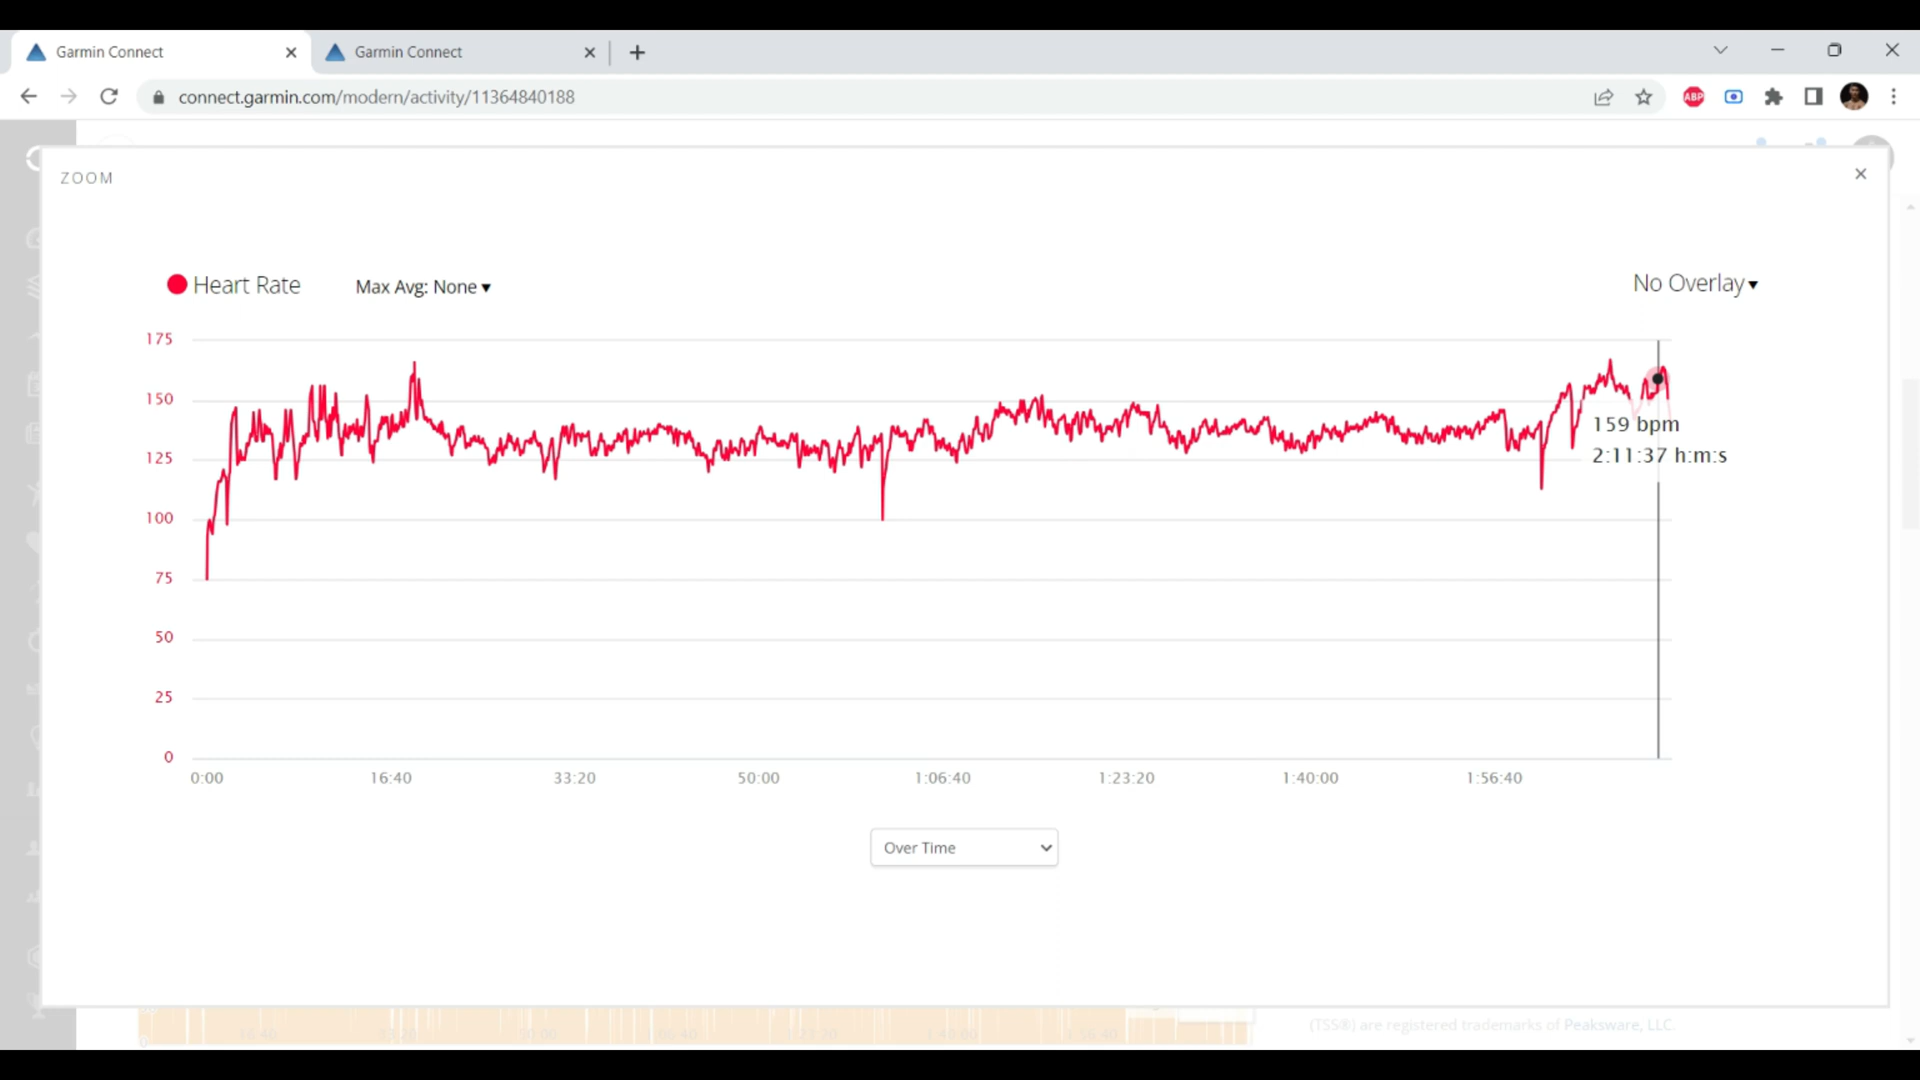 Garmin Connect
Garmin Connect
connect.garmin.com/modern/activity/11364840188
ABP
ZOOM
Heart Rate
Max Avg: None
No Overlay
175
150
125
100
75
50
25
0
159 bpm
2:11:37 h:m:s
0:00 16:40 33:20 50:00 1:06:40 1:23:20 1:40:00 1:56:40
Over Time
(TSS®) are registered trademarks of Peaksware, LLC.